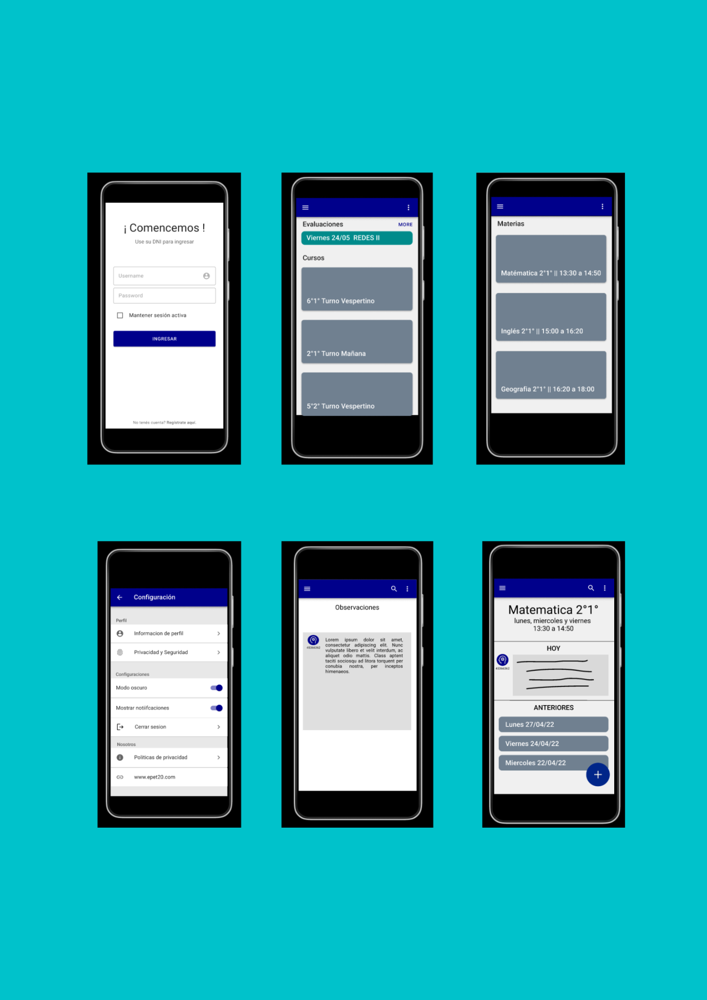 ¡ Comencemos !
Use su DNI para ingresar
Username
Password
Mantener sesión activa
INGRESAR
No tenés cuenta? Registrate aquí.
Evaluaciones MORE
Viernes 24/05 REDES II
Cursos
6°1° Turno Vespertino
2°1° Turno Mañana
5°2° Turno Vespertino
Materias
Matématica 2°1° || 13:30 a 14:50
Inglés 2°1° || 15:00 a 16:20
Geografia 2°1° || 16:20 a 18:00
Configuración
Perfil
Informacion de perfil
Privacidad y Seguridad
Configuraciones
Modo oscuro
Mostrar notiifcaciones
Cerrar sesion
Nosotros
Politicas de privacidad
www.epet20.com
Observaciones
45366362
Lorem ipsum dolor sit amet,
consectetur adipiscing elit. Nunc
vulputate libero et velit interdum, ac
aliquet odio mattis. Class aptent
taciti sociosqu ad litora torquent per
conubia nostra, per inceptos
himenaeos.
Matematica 2°1°
lunes, miercoles y viernes
13:30 a 14:50
HOY
45366362
ANTERIORES
Lunes 27/04/22
Viernes 24/04/22
Miercoles 22/04/22